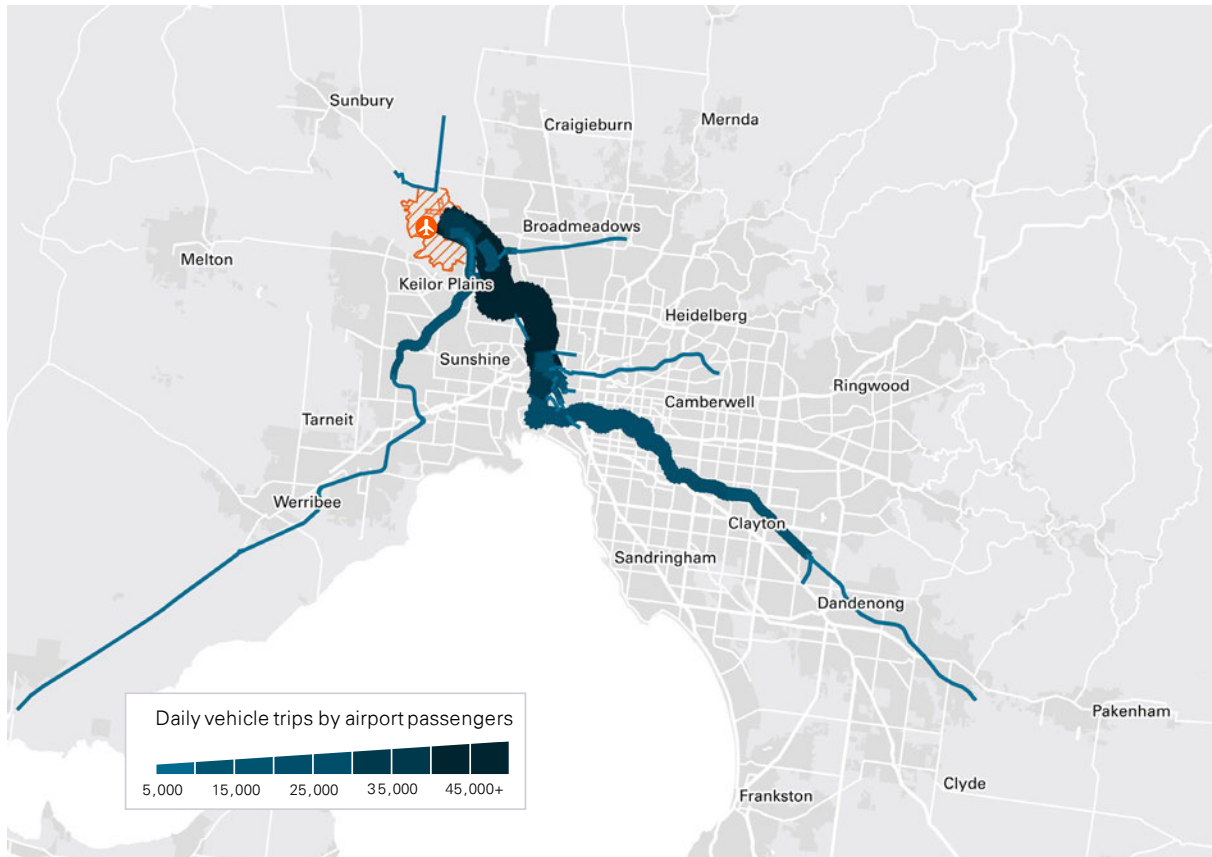 Sunbury
Craigieburn
Mernda
Broadmeadows
Melton
Keilor Plains
Heidelberg
Sunshine
Ringwood
Camberwell
Tarneit
Werribee
Clayton
Sandringham
Dandenong
Daily vehicle trips by airport passengers
5,000 15,000 25,000 35,000 45,000+
Pakenham
Clyde
Frankston